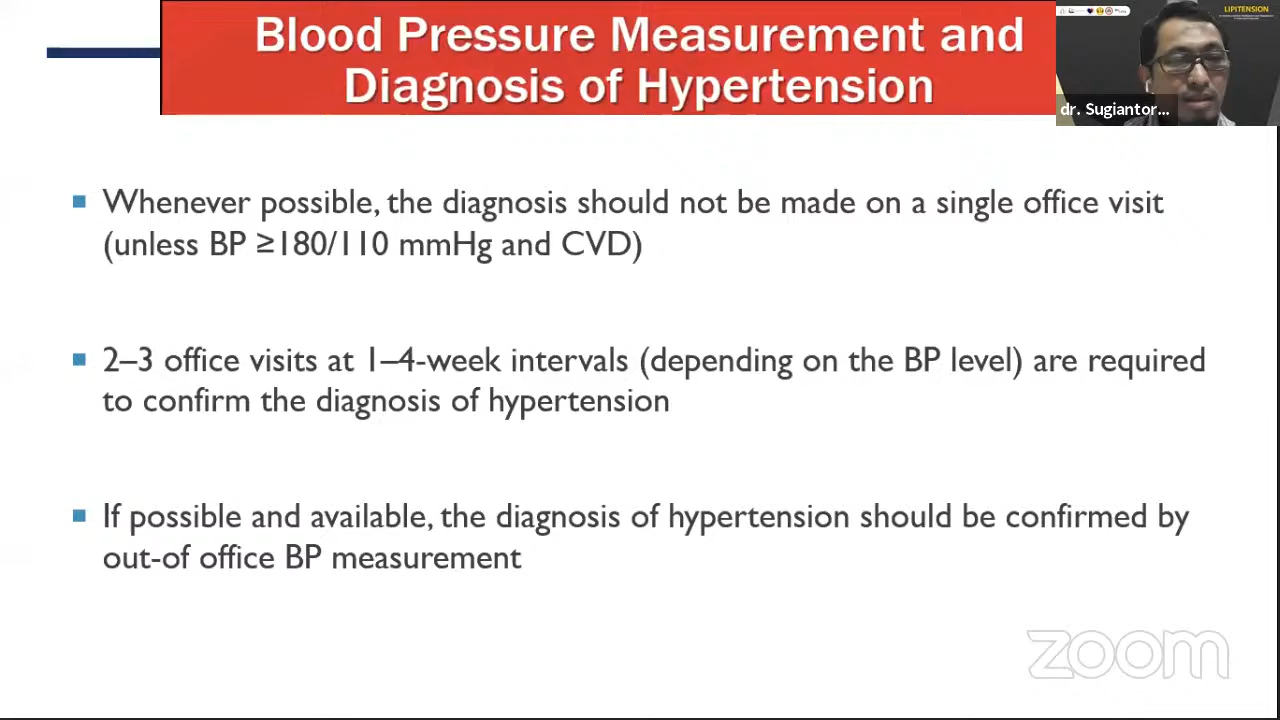 Blood Pressure Measurement and
Diagnosis of Hypertension
LIPITENSION
dr. Sugiantor...
Whenever possible, the diagnosis should not be made on a single office visit
(unless BP ≥180/110 mmHg and CVD)
2–3 office visits at 1–4-week intervals (depending on the BP level) are required
to confirm the diagnosis of hypertension
If possible and available, the diagnosis of hypertension should be confirmed by
out-of office BP measurement
zoom